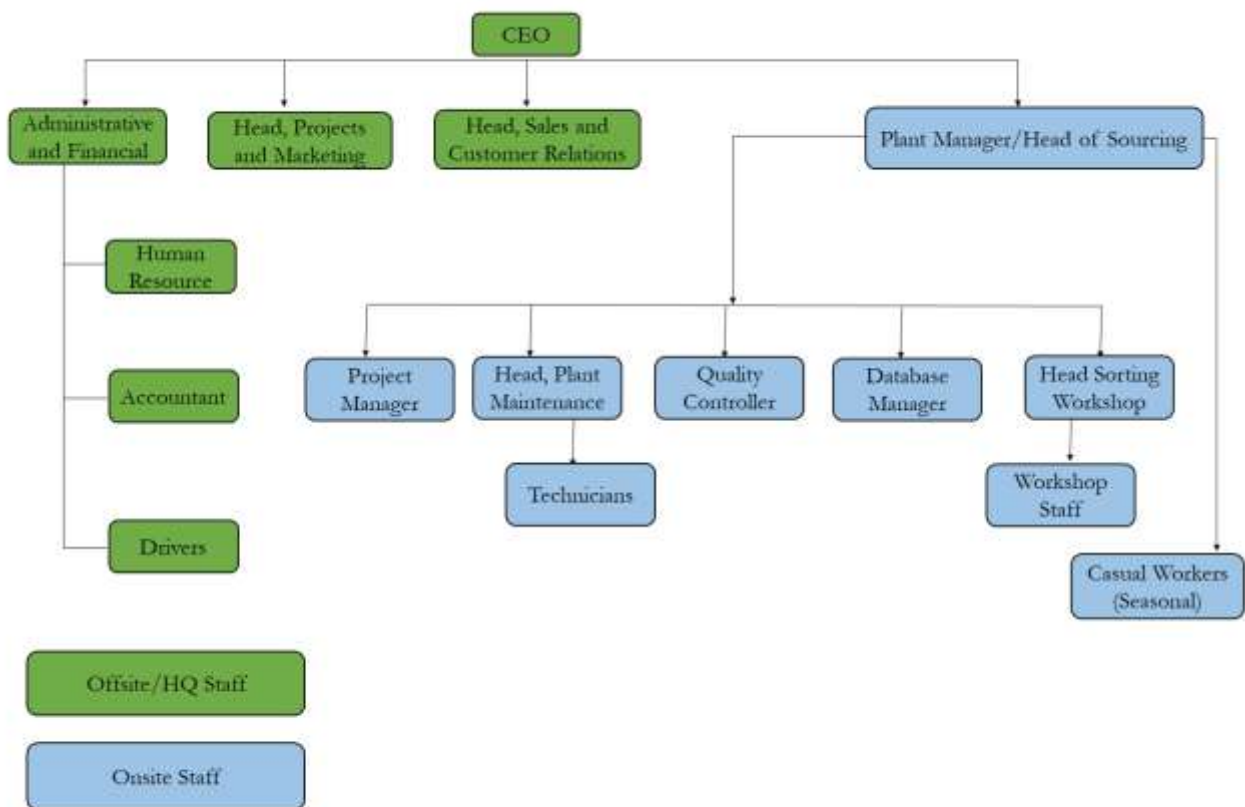 CEO
Administrative
and Financial
Head, Projects
and Marketing
Head, Sales and
Customer Relations
Plant Manager/Head of Sourcing
Human
Resource
Accountant
Drivers
Project
Manager
Head, Plant
Maintenance
Quality
Controller
Database
Manager
Head Sorting
Workshop
Technicians
Workshop
Staff
Casual Workers
(Seasonal)
Offsite/HQ Staff
Onsite Staff